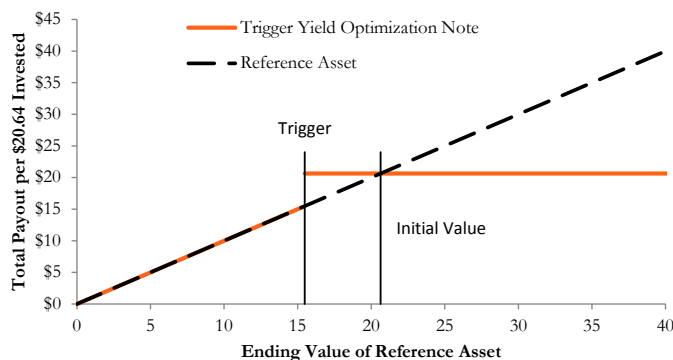 $45
$40
$35
$30
$25
$20
$15
$10
$5
$0
Total Payout per $20.64 Invested
Trigger Yield Optimization Note
Reference Asset
Trigger
Initial Value
0 5 10 15 20 25 30 35 40
Ending Value of Reference Asset